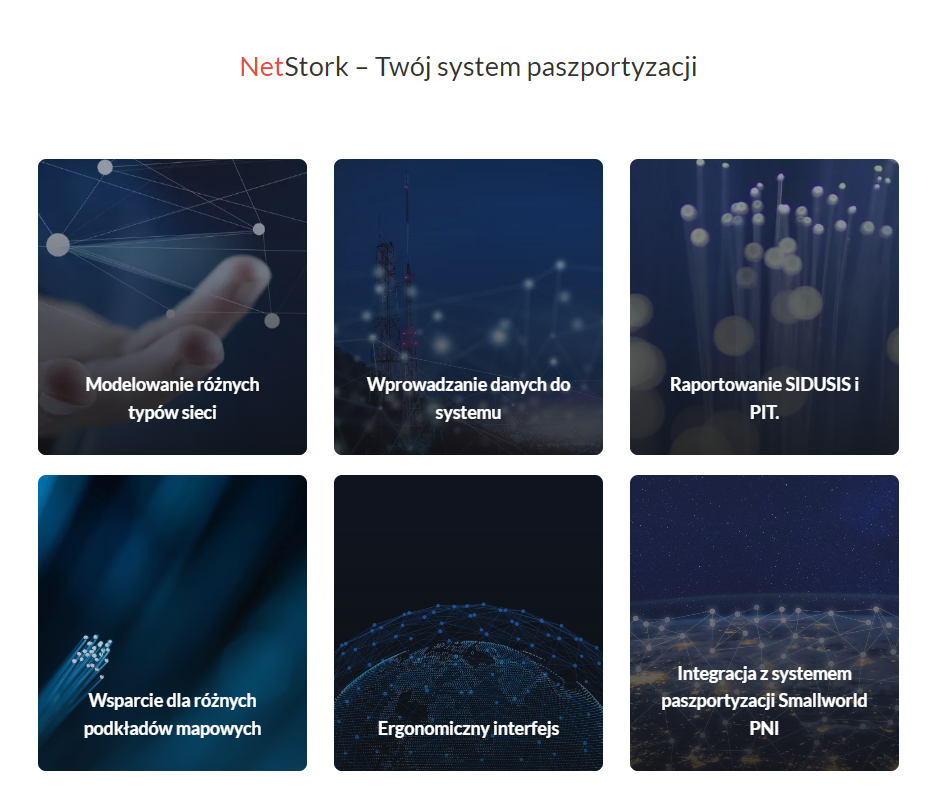 NetStork – Twój system paszportyzacji
Modelowanie różnych
typów sieci
Wprowadzanie danych do
systemu
Raportowanie SIDUSIS i
PIT.
Wsparcie dla różnych
podkładów mapowych
Ergonomiczny interfejs
Integracja z systemem
paszportyzacji Smallworld
PNI